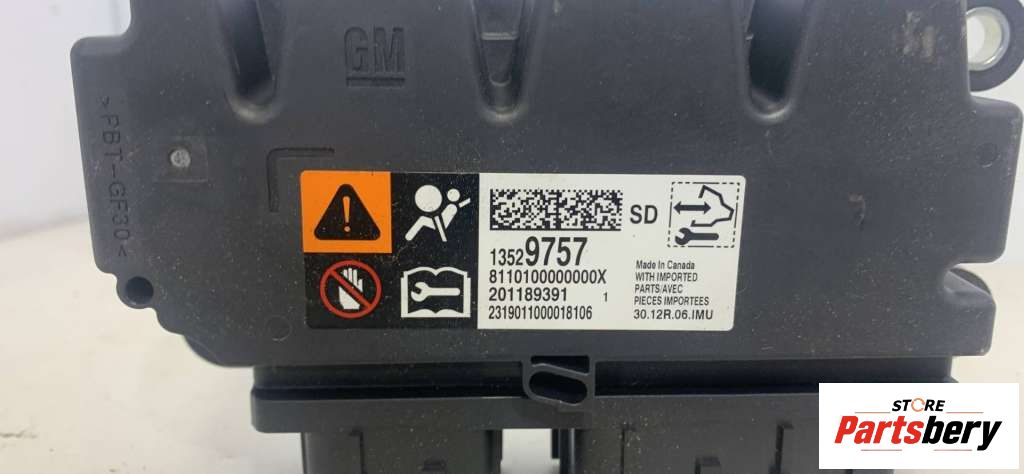 GM
>PBT-GF30<
SD
13529757
8110100000000X
201189391 1
2319011000018106
Made In Canada
WITH IMPORTED
PARTS/AVEC
PIECES IMPORTEES
30.12R.06.IMU
STORE
Partsbery